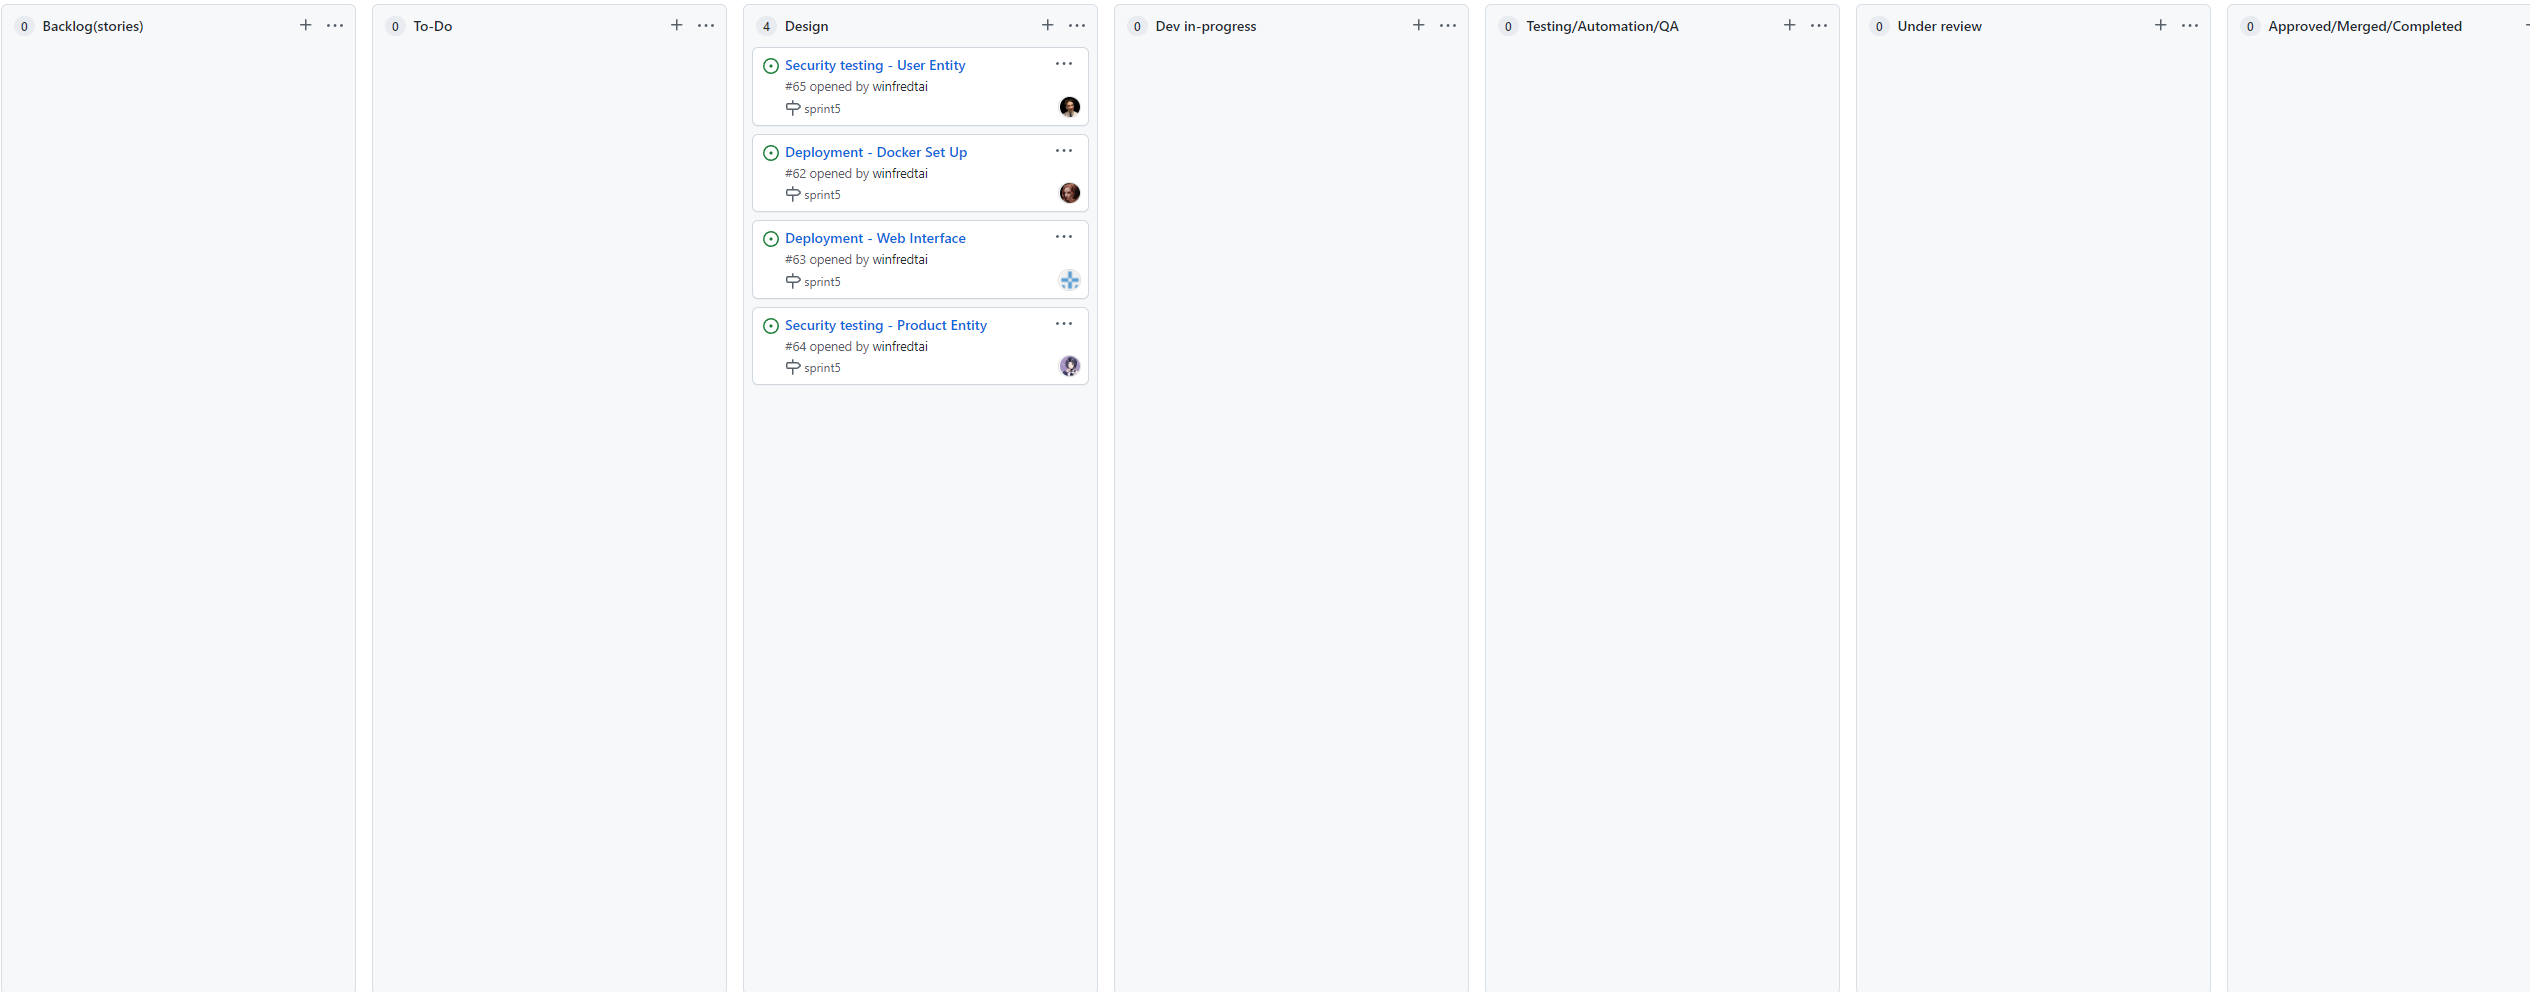 0 Backlog(stories)
0 To-Do
4 Design
Security testing - User Entity
#65 opened by winfredtai
sprint5
Deployment - Docker Set Up
#62 opened by winfredtai
sprint5
Deployment - Web Interface
#63 opened by winfredtai
sprint5
Security testing - Product Entity
#64 opened by winfredtai
sprint5
0 Dev in-progress
0 Testing/Automation/QA
0 Under review
0 Approved/Merged/Completed